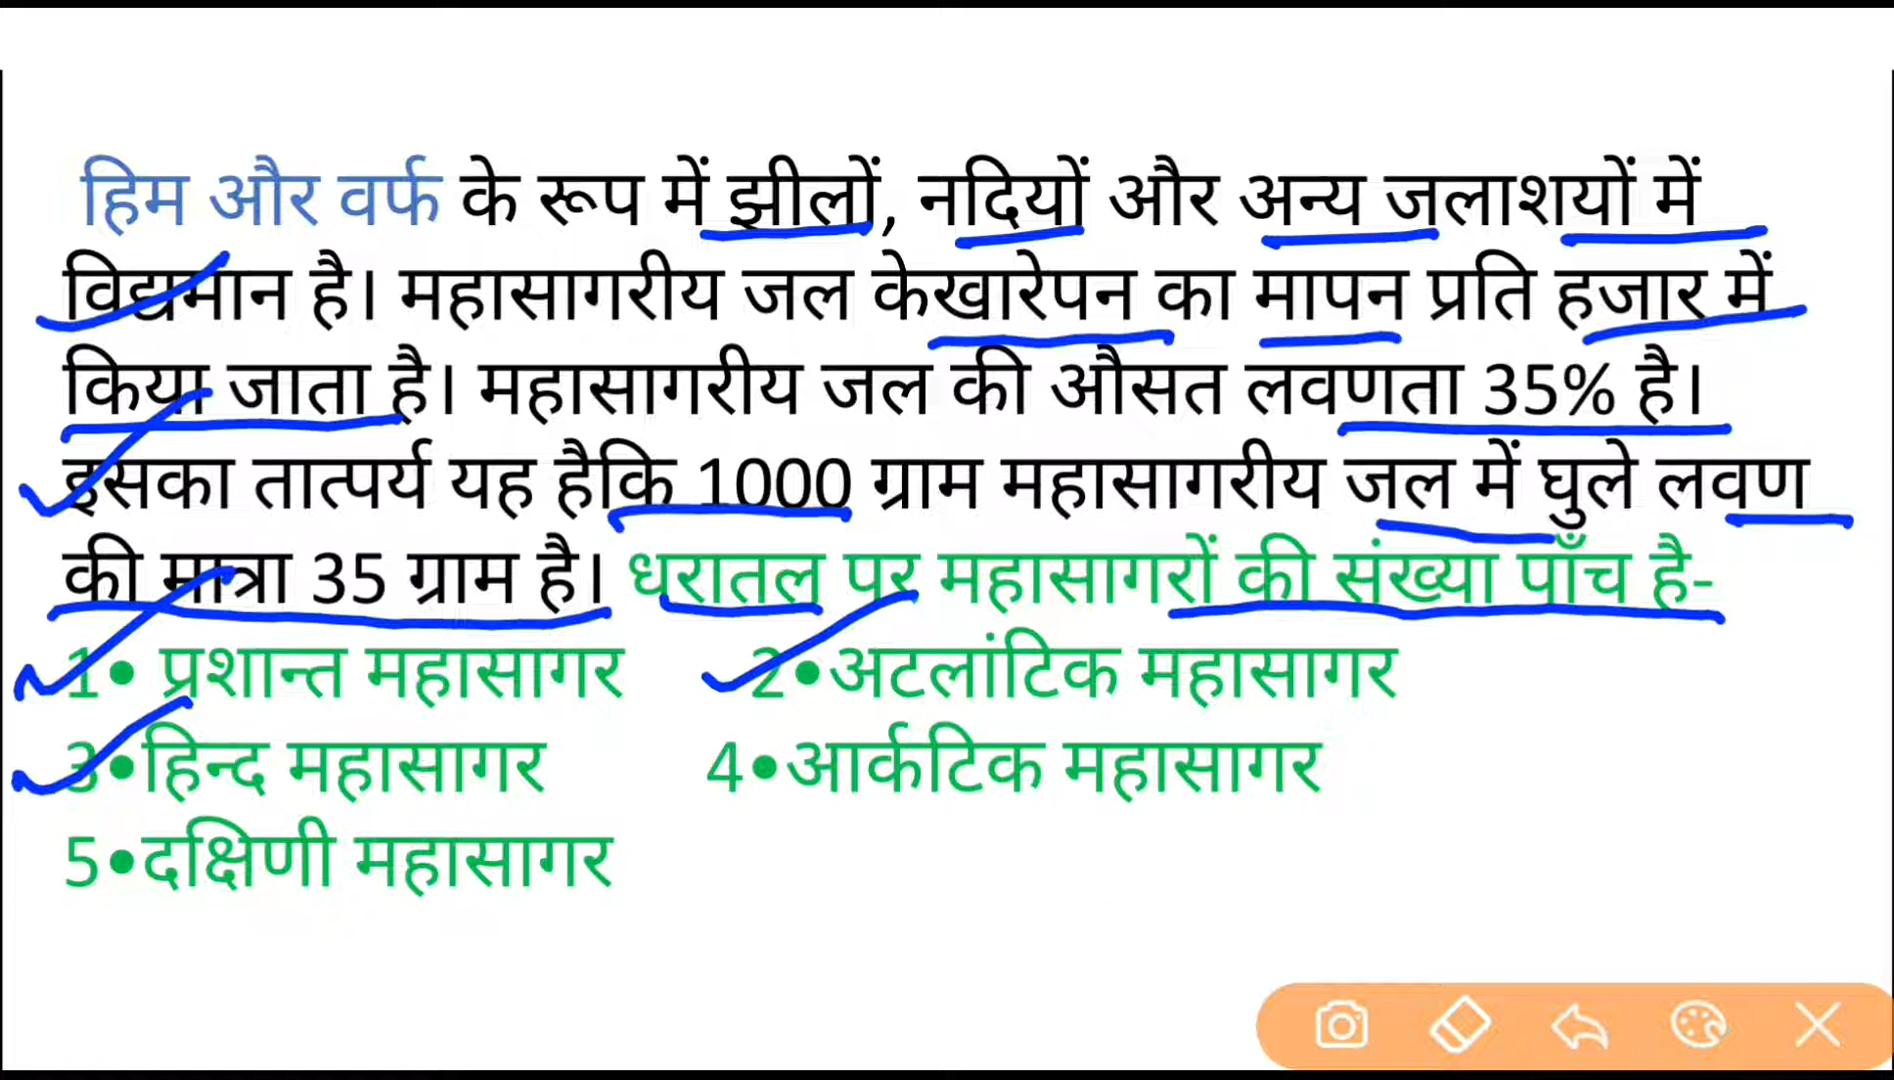 हिम और वर्फ के रूप में झीलों, नदियों और अन्य जलाशयों में
विद्यमान है। महासागरीय जल केखारेपन का मापन प्रति हजार में
किया जाता है। महासागरीय जल की औसत लवणता 35% है।
इसका तात्पर्य यह हैकि 1000 ग्राम महासागरीय जल में घुले लवण
की मात्रा 35 ग्राम है। धरातल पर महासागरों की संख्या पाँच है-
1• प्रशान्त महासागर 2•अटलांटिक महासागर
3•हिन्द महासागर 4•आर्कटिक महासागर
5•दक्षिणी महासागर